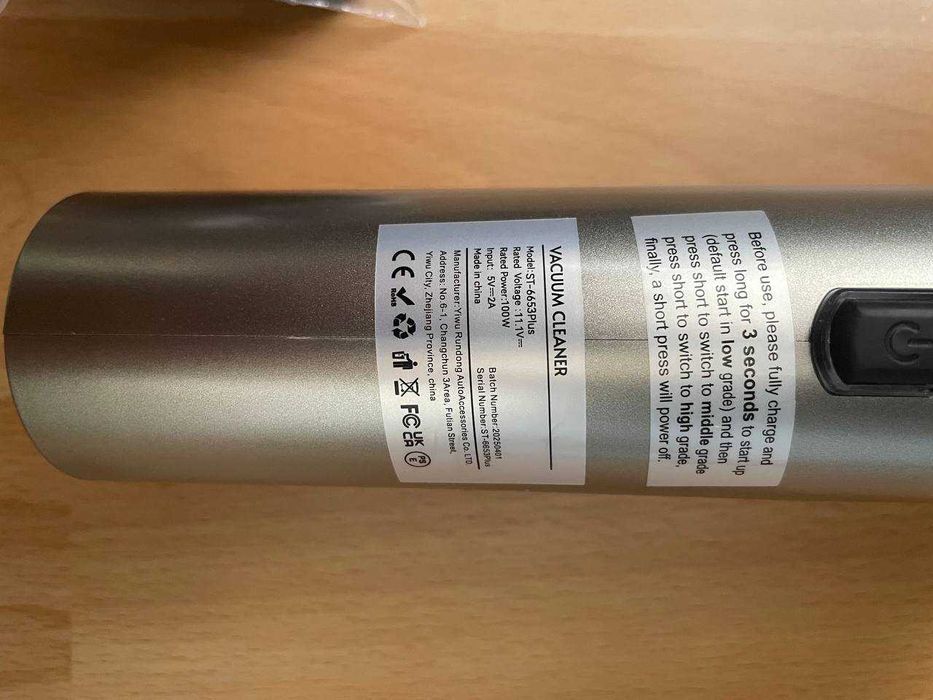 VACUUM CLEANER
Model:ST-6653Plus
Rated Voltage:11.1V
Rated Power:100W
Input: 5V 2A
Made in china
Batch Number:20250401
Serial Number:ST-6653Plus
Manufacturer:Yiwu Rundong AutoAccessories Co. LTD.
Address: No.6-1, Changchun 3Area, Futian Street,
Yiwu City, Zhejiang Province, china
CE RoHS FC UK CA PS E
Before use, please fully charge and
press long for 3 seconds to start up
(default start in low grade) and then
press short to switch to middle grade
press short to switch to high grade,
finally, a short press will power off.